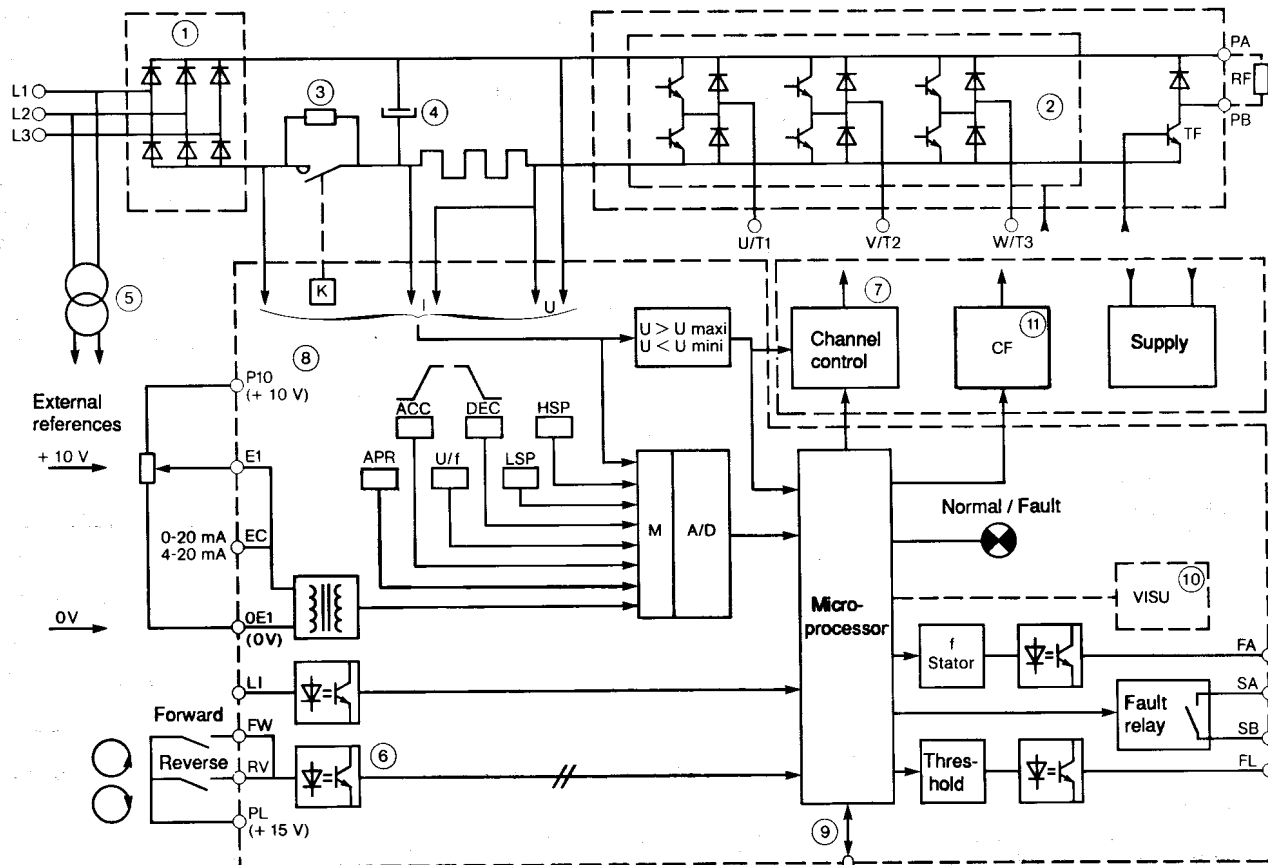 1
PA
RF
PB
TF
L1
L2
L3
3
4
2
U/T1
V/T2
W/T3
5
K
I
U
7
11
8
U > U maxi
U < U mini
Channel
control
CF
Supply
P10
(+ 10 V)
External
references
+ 10 V
E1
ACC
DEC
HSP
APR
U/f
LSP
M
A/D
Normal / Fault
0-20 mA
4-20 mA
EC
0V
0E1
(0V)
Micro-
processor
10
VISU
f
Stator
FA
SA
Fault
relay
SB
LI
Forward
FW
Reverse
RV
6
Thres-
hold
FL
PL
(+ 15 V)
9